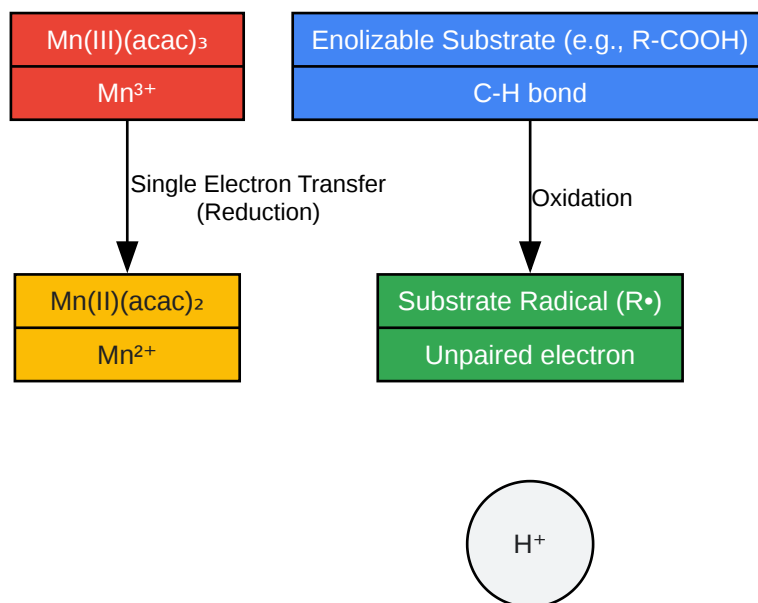 Mn(III)(acac)₃
Mn³⁺
Enolizable Substrate (e.g., R-COOH)
C-H bond
Single Electron Transfer
(Reduction)
Oxidation
Mn(II)(acac)₂
Mn²⁺
Substrate Radical (R•)
Unpaired electron
H⁺